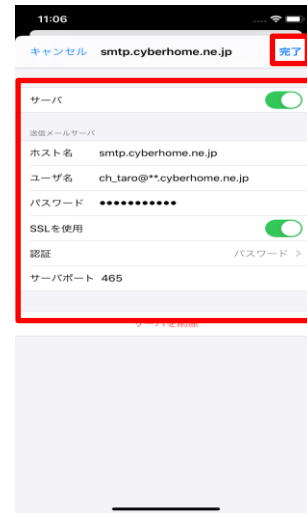 11:06
キャンセル smtp.cyberhome.ne.jp 完了
サーバ
送信メールサーバ
ホスト名 smtp.cyberhome.ne.jp
ユーザ名 ch_taro@**.cyberhome.ne.jp
パスワード ●●●●●●●●●●●
SSLを使用
認証 パスワード >
サーバポート 465
サーバを削除